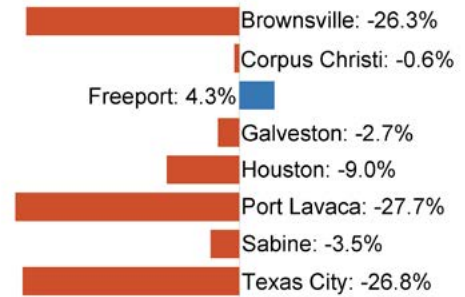 Brownsville: -26.3%
Corpus Christi: -0.6%
Freeport: 4.3%
Galveston: -2.7%
Houston: -9.0%
Port Lavaca: -27.7%
Sabine: -3.5%
Texas City: -26.8%